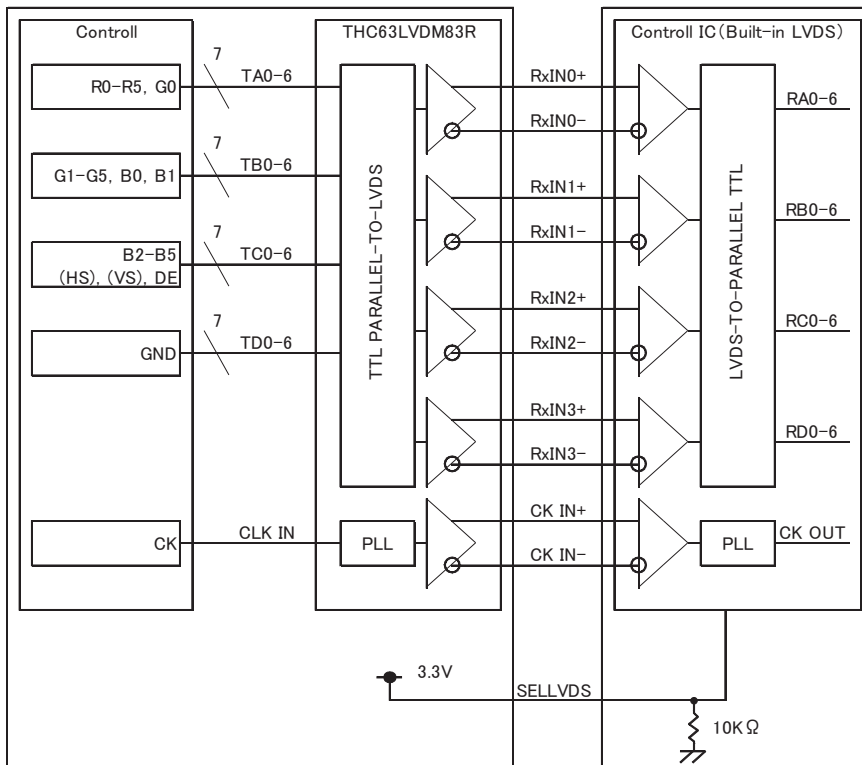 Controll
THC63LVDM83R
Controll IC(Built-in LVDS)
R0-R5, G0
7
TA0-6
RxIN0+
RxIN0-
RA0-6
G1-G5, B0, B1
7
TB0-6
RxIN1+
RxIN1-
RB0-6
B2-B5
(HS), (VS), DE
7
TC0-6
RxIN2+
RxIN2-
RC0-6
GND
7
TD0-6
RxIN3+
RxIN3-
RD0-6
TTL PARALLEL-TO-LVDS
LVDS-TO-PARALLEL TTL
CK
CLK IN
PLL
CK IN+
CK IN-
PLL
CK OUT
3.3V
SELLVDS
10KΩ